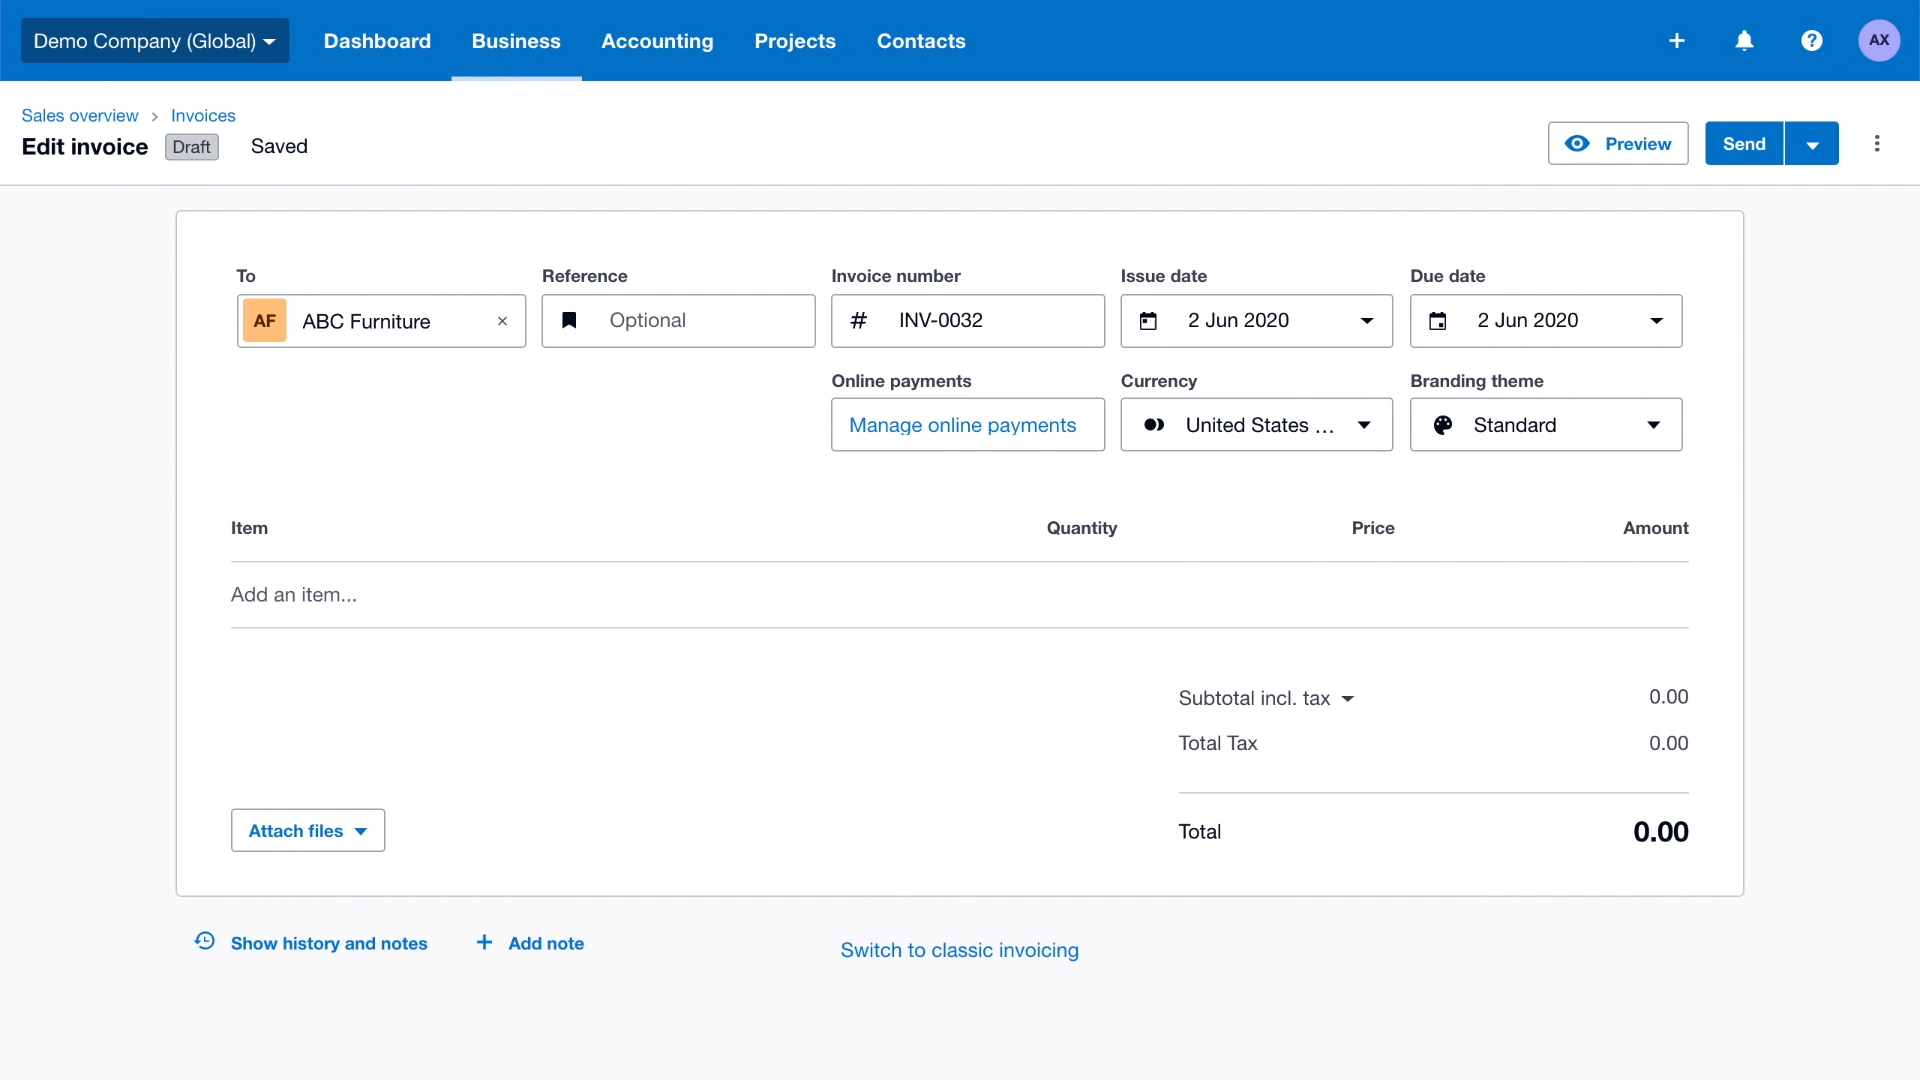 Demo Company (Global) Dashboard Business Accounting Projects Contacts AX
Sales overview > Invoices
Edit invoice Draft Saved Preview Send
To Reference Invoice number Issue date Due date
AF ABC Furniture × Optional # INV-0032 2 Jun 2020 2 Jun 2020
Online payments Currency Branding theme
Manage online payments United States ... Standard
Item Quantity Price Amount
Add an item...
Subtotal incl. tax 0.00
Total Tax 0.00
Attach files Total 0.00
Show history and notes + Add note Switch to classic invoicing